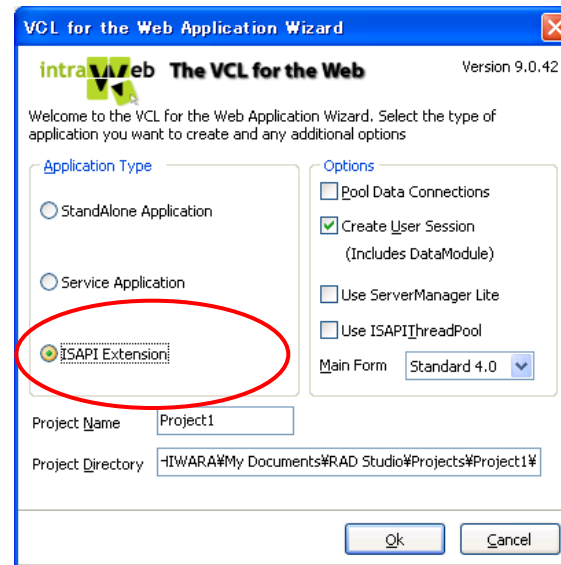 VCL for the Web Application Wizard
intraweb The VCL for the Web
Version 9.0.42
Welcome to the VCL for the Web Application Wizard. Select the type of
application you want to create and any additional options
Application Type
StandAlone Application
Service Application
ISAPI Extension
Options
Pool Data Connections
Create User Session
(Includes DataModule)
Use ServerManager Lite
Use ISAPIThreadPool
Main Form Standard 4.0
Project Name Project1
Project Directory HIWARA¥My Documents¥RAD Studio¥Projects¥Project1¥
Ok Cancel